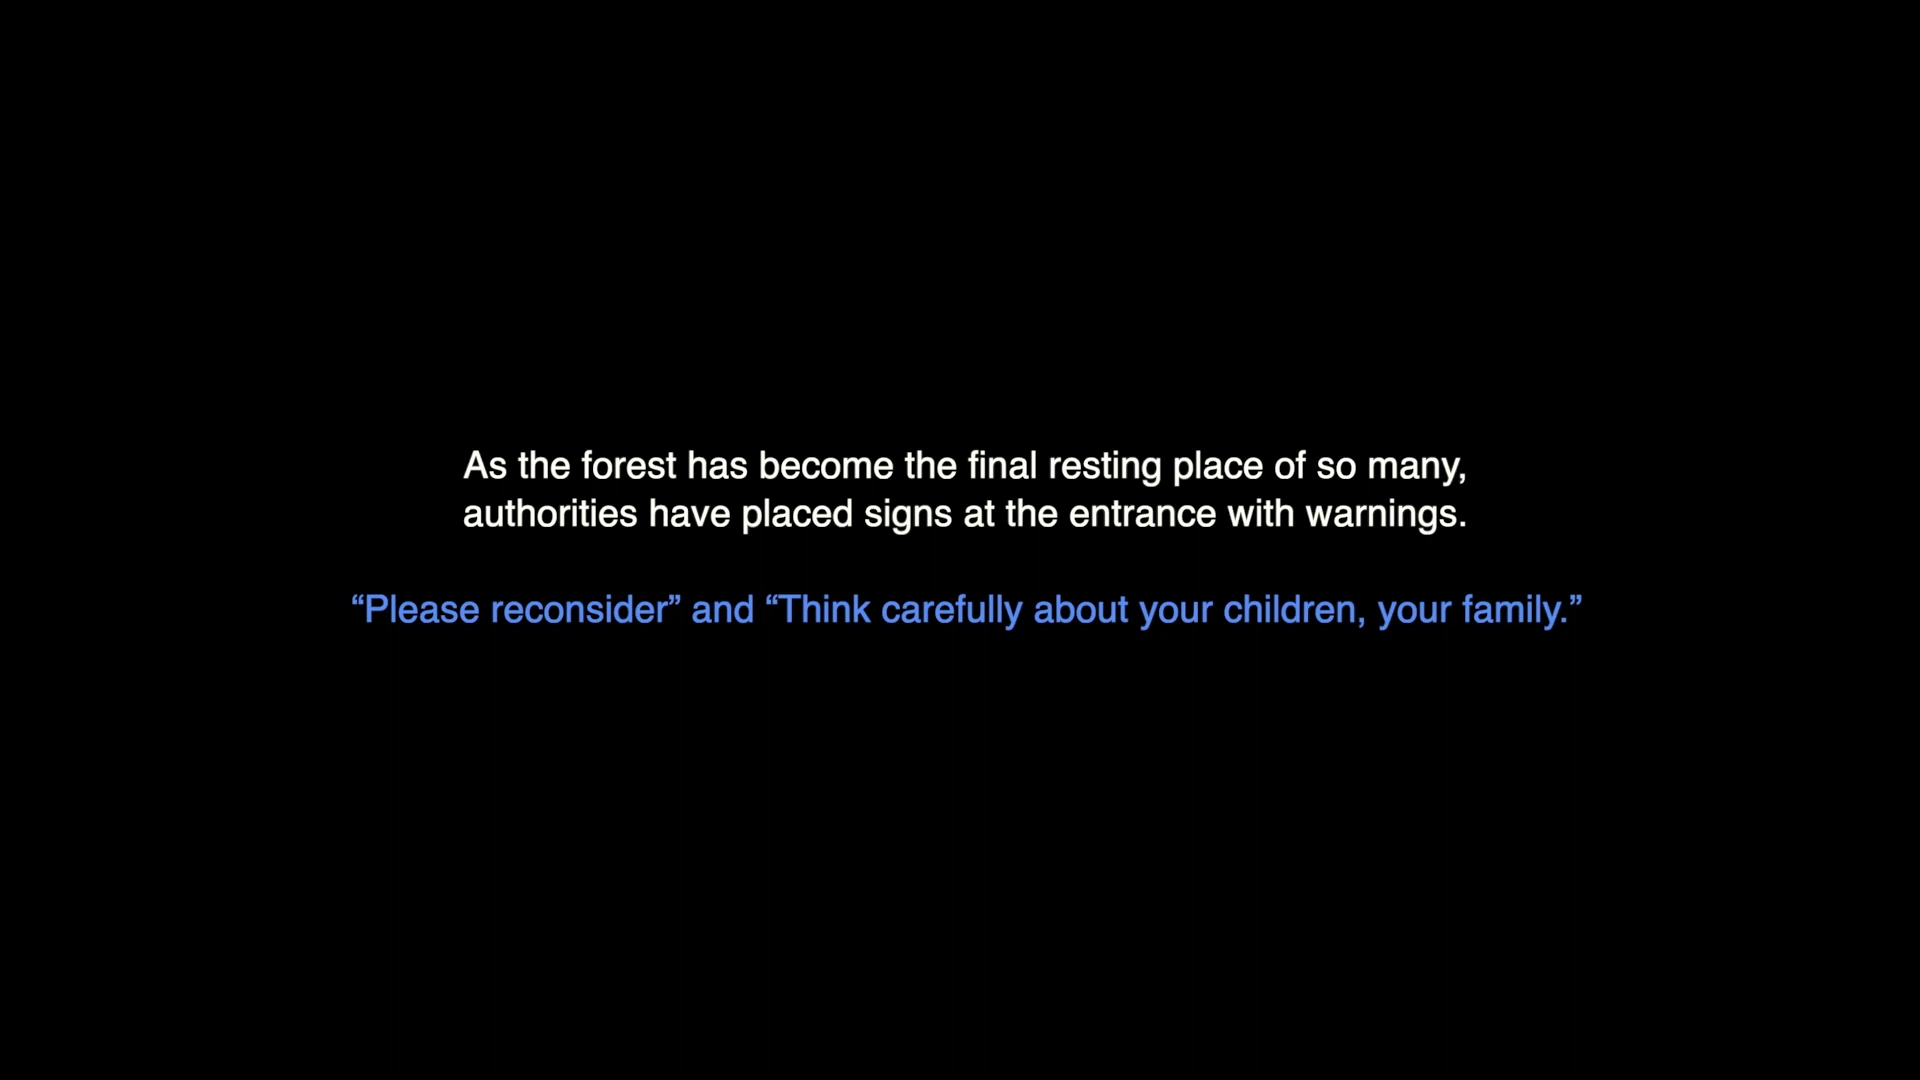 As the forest has become the final resting place of so many,
authorities have placed signs at the entrance with warnings.
“Please reconsider” and “Think carefully about your children, your family.”